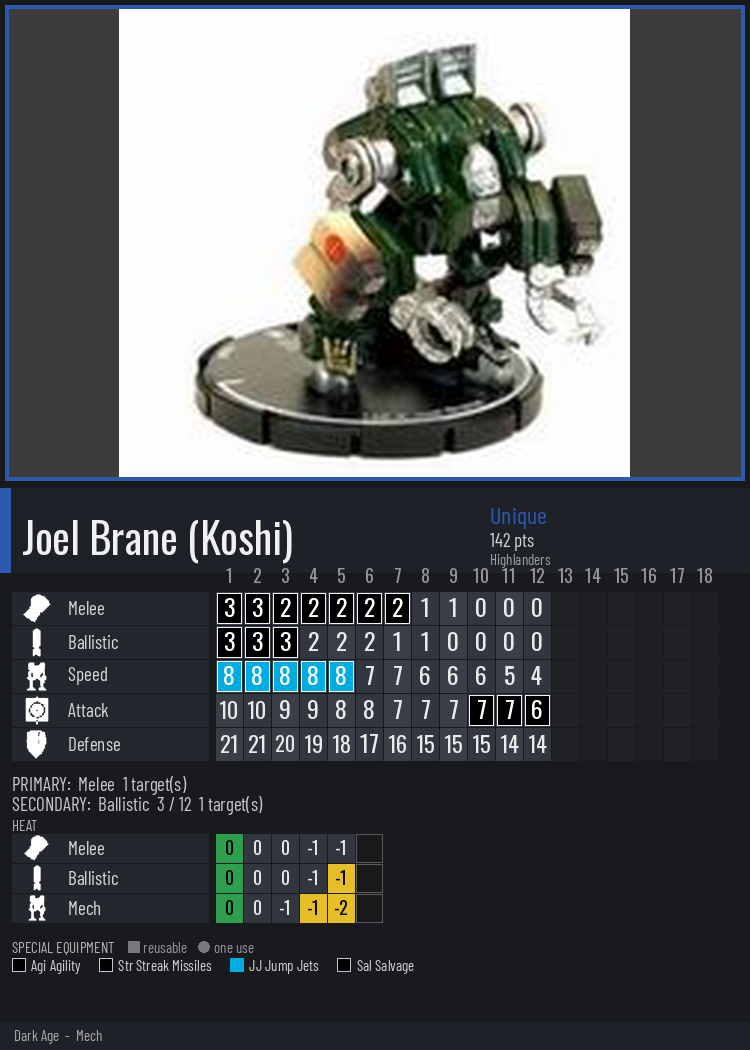 Joel Brane (Koshi)
Unique
142 pts
Highlanders
1 2 3 4 5 6 7 8 9 10 11 12 13 14 15 16 17 18
Melee 3 3 2 2 2 2 2 1 1 0 0 0
Ballistic 3 3 3 2 2 2 1 1 0 0 0 0
Speed 8 8 8 8 8 7 7 6 6 6 5 4
Attack 10 10 9 9 8 8 7 7 7 7 7 6
Defense 21 21 20 19 18 17 16 15 15 15 14 14
PRIMARY: Melee 1 target(s)
SECONDARY: Ballistic 3 / 12 1 target(s)
HEAT
Melee 0 0 0 -1 -1
Ballistic 0 0 0 -1 -1
Mech 0 0 -1 -1 -2
SPECIAL EQUIPMENT reusable one use
Agi Agility Str Streak Missiles JJ Jump Jets Sal Salvage
Dark Age - Mech